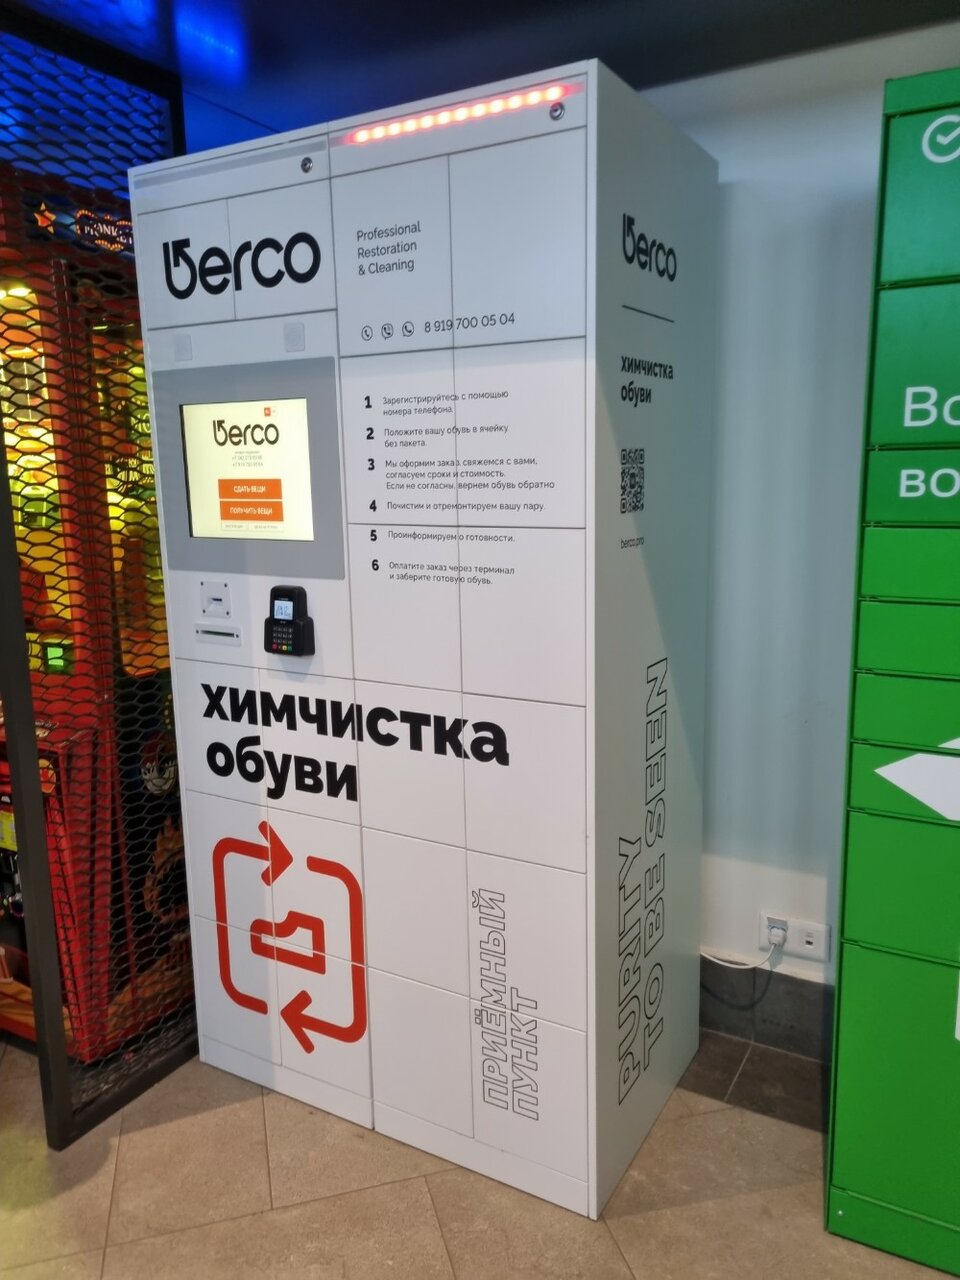 berco
Professional
Restoration
& Cleaning
8 919 700 05 04
1 Зарегистрируйтесь с помощью
номера телефона.
2 Положите вашу обувь в ячейку
без пакета.
3 Мы оформим заказ, свяжемся с вами,
согласуем сроки и стоимость.
Если не согласны, вернем обувь обратно
4 Почистим и отремонтируем вашу пару.
5 Проинформируем о готовности.
6 Оплатите заказ через терминал
и заберите готовую обувь.
berco
СДАТЬ ВЕЩИ
ПОЛУЧИТЬ ВЕЩИ
химчистка
обуви
ПРИЁМНЫЙ
ПУНКТ
berco
химчистка
обуви
berco.pro
PURITY
TO BE SEEN
Во
во